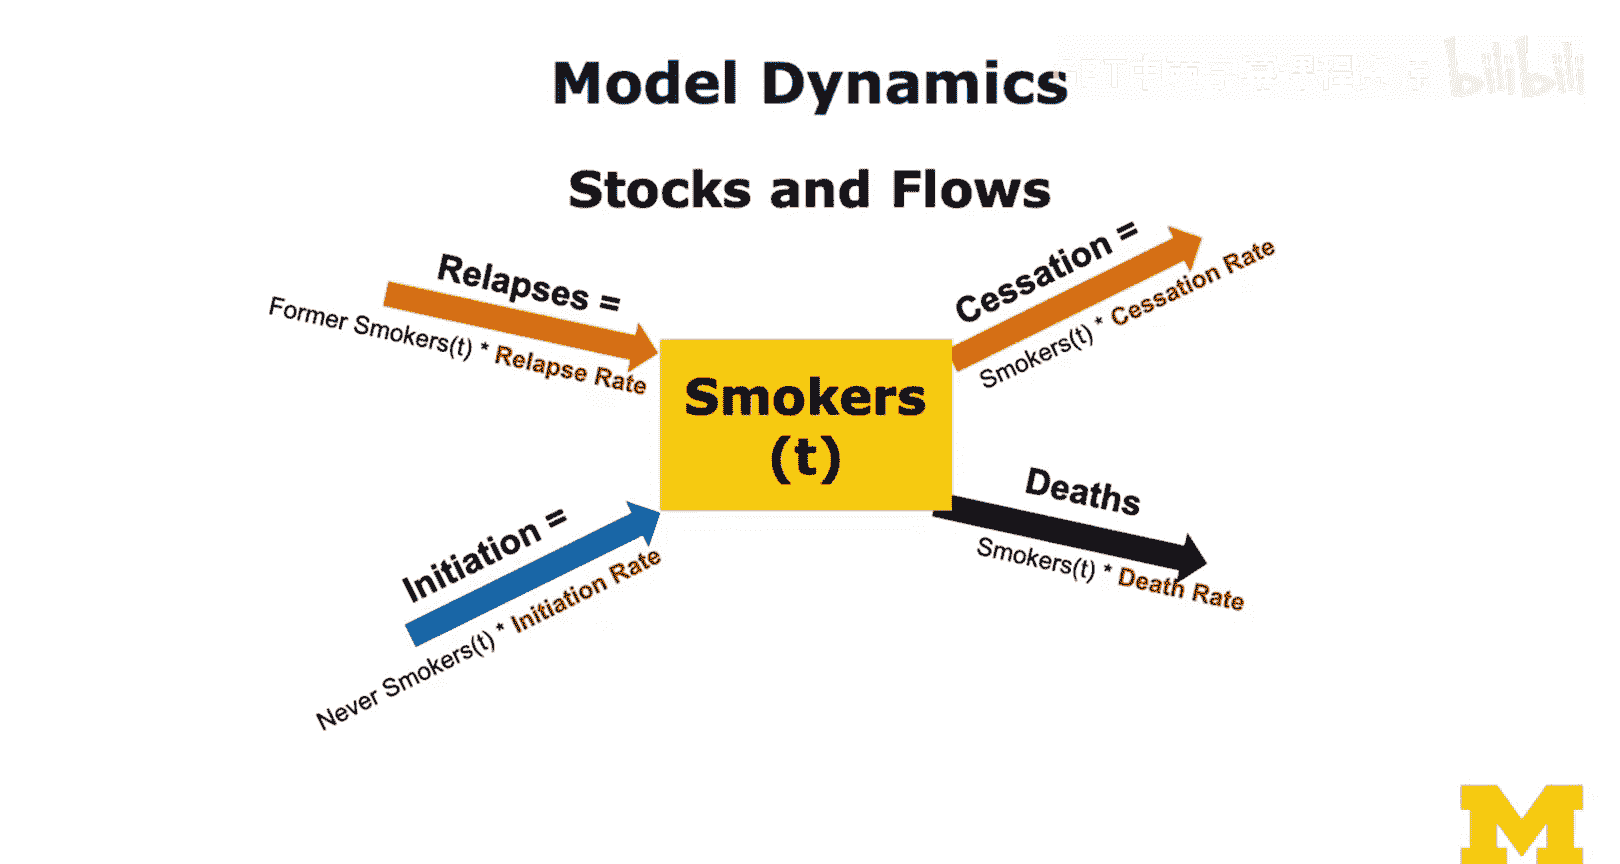 Model Dynamics
bilibili
Stocks and Flows
Relapses =
Former Smokers(t) * Relapse Rate
Cessation =
Smokers(t) * Cessation Rate
Smokers
(t)
Initiation =
Never Smokers(t) * Initiation Rate
Deaths
Smokers(t) * Death Rate
M